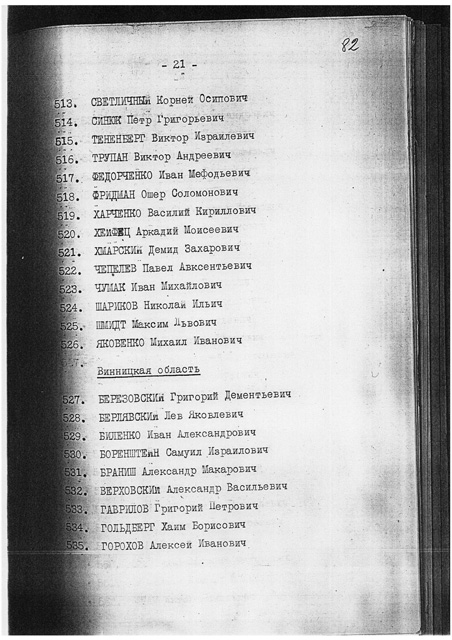 82
- 21 -
513. СВЕТЛИЧНЫЙ Корней Осипович
514. СИНЮК Петр Григорьевич
515. ТЕНЕНБЕРГ Виктор Израилевич
516. ТРУПАН Виктор Андреевич
517. ФЕДОРЧЕНКО Иван Мефодьевич
518. ФРИДМАН Ошер Соломонович
519. ХАРЧЕНКО Василий Кириллович
520. ХЕИФЕЦ Аркадий Моисеевич
521. ХМАРСКИЙ Демид Захарович
522. ЧЕПЕЛЕВ Павел Авксентьевич
523. ЧУМАК Иван Михайлович
524. ШАРИКОВ Николай Ильич
525. ШМИДТ Максим Львович
526. ЯКОВЕНКО Михаил Иванович
Винницкая область
527. БЕРЕЗОВСКИЙ Григорий Дементьевич
528. БЕРЛЯВСКИЙ Лев Яковлевич
529. БИЛЕНКО Иван Александрович
530. БОРЕНШТЕЙН Самуил Израилович
531. БРАНИШ Александр Макарович
532. ВЕРХОВСКИЙ Александр Васильевич
533. ГАВРИЛОВ Григорий Петрович
534. ГОЛЬДБЕРГ Хаим Борисович
535. ГОРОХОВ Алексей Иванович